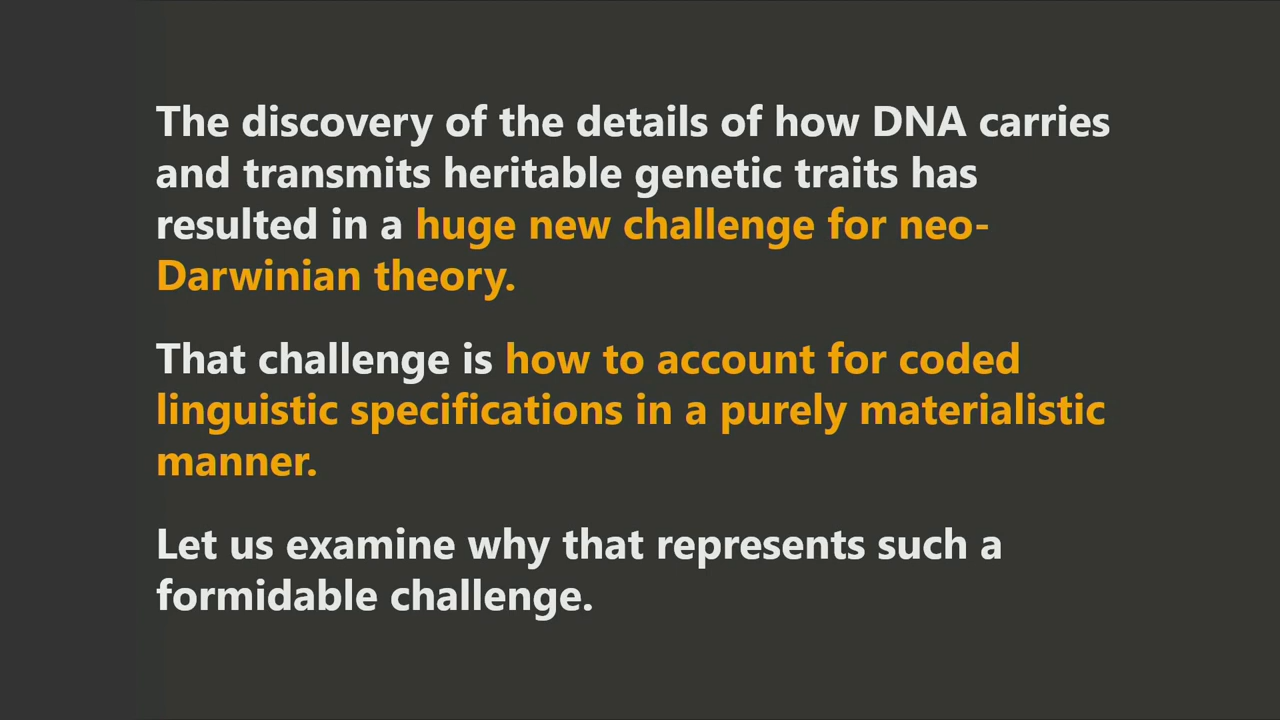 The discovery of the details of how DNA carries
and transmits heritable genetic traits has
resulted in a huge new challenge for neo-
Darwinian theory.
That challenge is how to account for coded
linguistic specifications in a purely materialistic
manner.
Let us examine why that represents such a
formidable challenge.